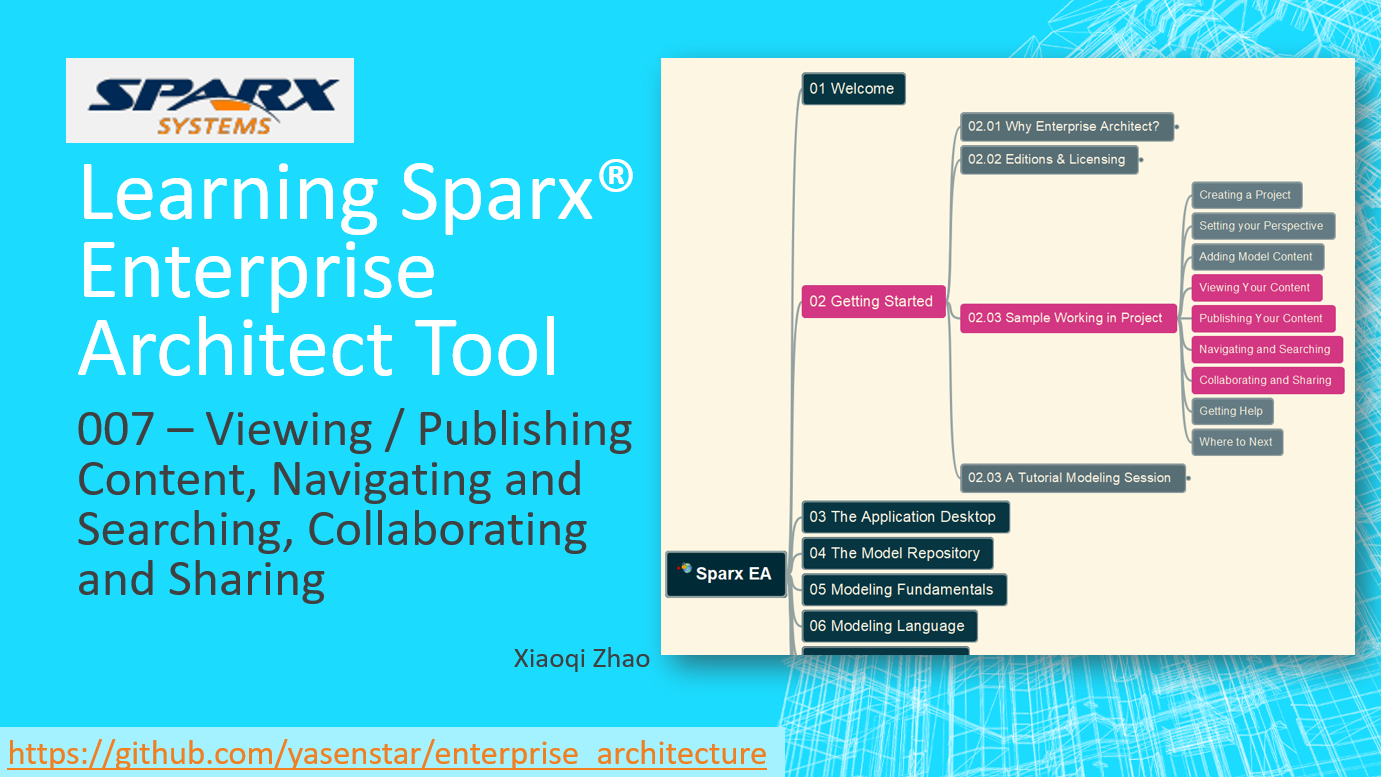 SPARX
SYSTEMS
Learning Sparx®
Enterprise
Architect Tool
007 – Viewing / Publishing
Content, Navigating and
Searching, Collaborating
and Sharing
Xiaoqi Zhao
https://github.com/yasenstar/enterprise_architecture
Sparx EA
01 Welcome
02 Getting Started
02.01 Why Enterprise Architect?
02.02 Editions & Licensing
02.03 Sample Working in Project
Creating a Project
Setting your Perspective
Adding Model Content
Viewing Your Content
Publishing Your Content
Navigating and Searching
Collaborating and Sharing
Getting Help
Where to Next
02.03 A Tutorial Modeling Session
03 The Application Desktop
04 The Model Repository
05 Modeling Fundamentals
06 Modeling Language